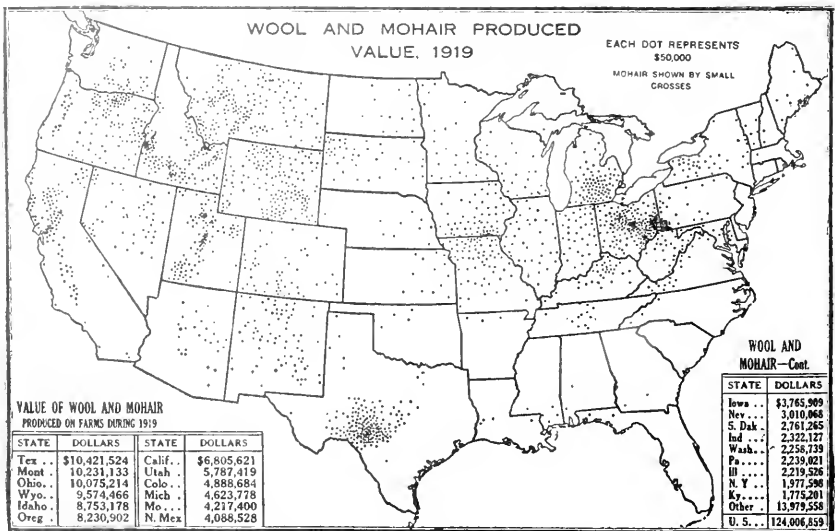 WOOL AND MOHAIR PRODUCED
VALUE, 1919
EACH DOT REPRESENTS
$50,000
MOHAIR SHOWN BY SMALL
CROSSES
VALUE OF WOOL AND MOHAIR
PRODUCED ON FARMS DURING 1919
STATE DOLLARS STATE DOLLARS
Tex .. $10,421,524 Calif.. $6,805,621
Mont . 10,231,133 Utah .. 5,787,419
Ohio.. 10,075,214 Colo.. 4,888,684
Wyo.. 9,574,466 Mich 4,623,778
Idaho. 8,753,178 Mo... 4,217,400
Oreg . 8,230,902 N. Mex 4,088,528
WOOL AND
MOHAIR—Cont.
STATE DOLLARS
Iowa... $3,765,909
Nev ... 3,010,068
S. Dak . 2,761,265
Ind ... 2,322,127
Wash.. 2,258,739
Pa.... 2,239,021
Ill .... 2,219,526
N. Y . 1,977,598
Ky.... 1,775,201
Other . 13,979,558
U. S... 124,006,859